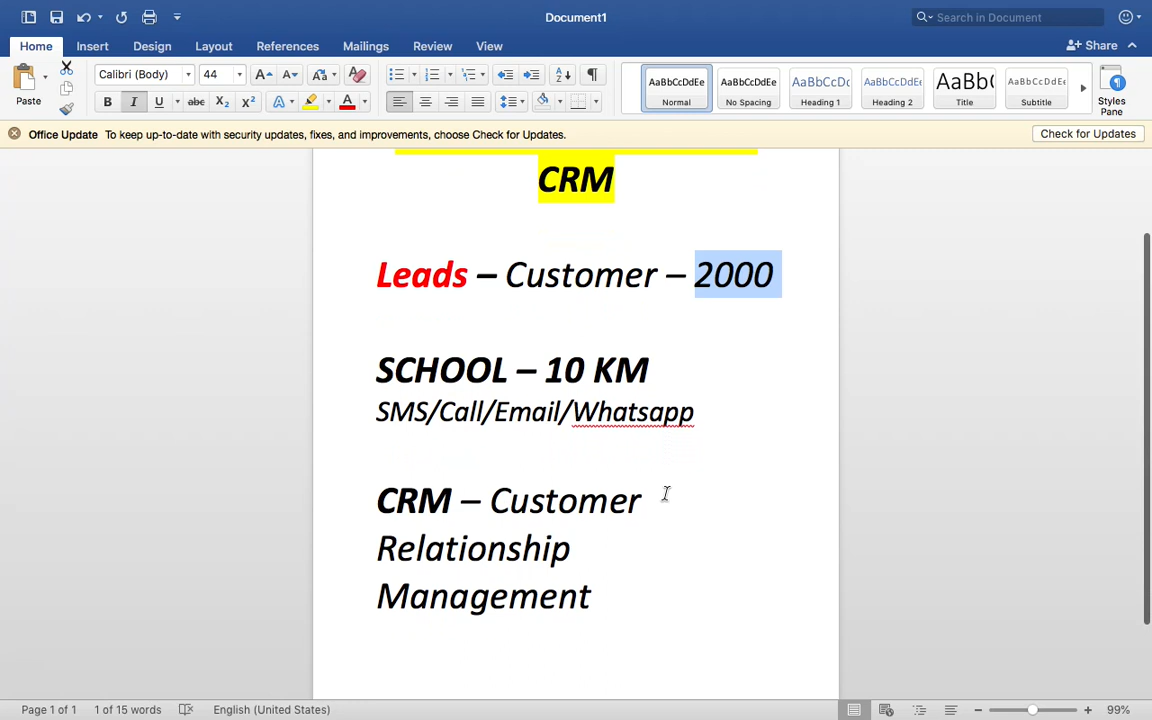 Document1
Search in Document
Home Insert Design Layout References Mailings Review View
Share
Paste
Calibri (Body) 44
AaBbCcDdEe AaBbCcDdEe AaBbCcDc AaBbCcDdEe AaBb( AaBbCcDdEe
Normal No Spacing Heading 1 Heading 2 Title Subtitle
Styles Pane
Office Update To keep up-to-date with security updates, fixes, and improvements, choose Check for Updates.
Check for Updates
CRM
Leads – Customer – 2000
SCHOOL – 10 KM
SMS/Call/Email/Whatsapp
CRM – Customer
Relationship
Management
Page 1 of 1 1 of 15 words English (United States) 99%